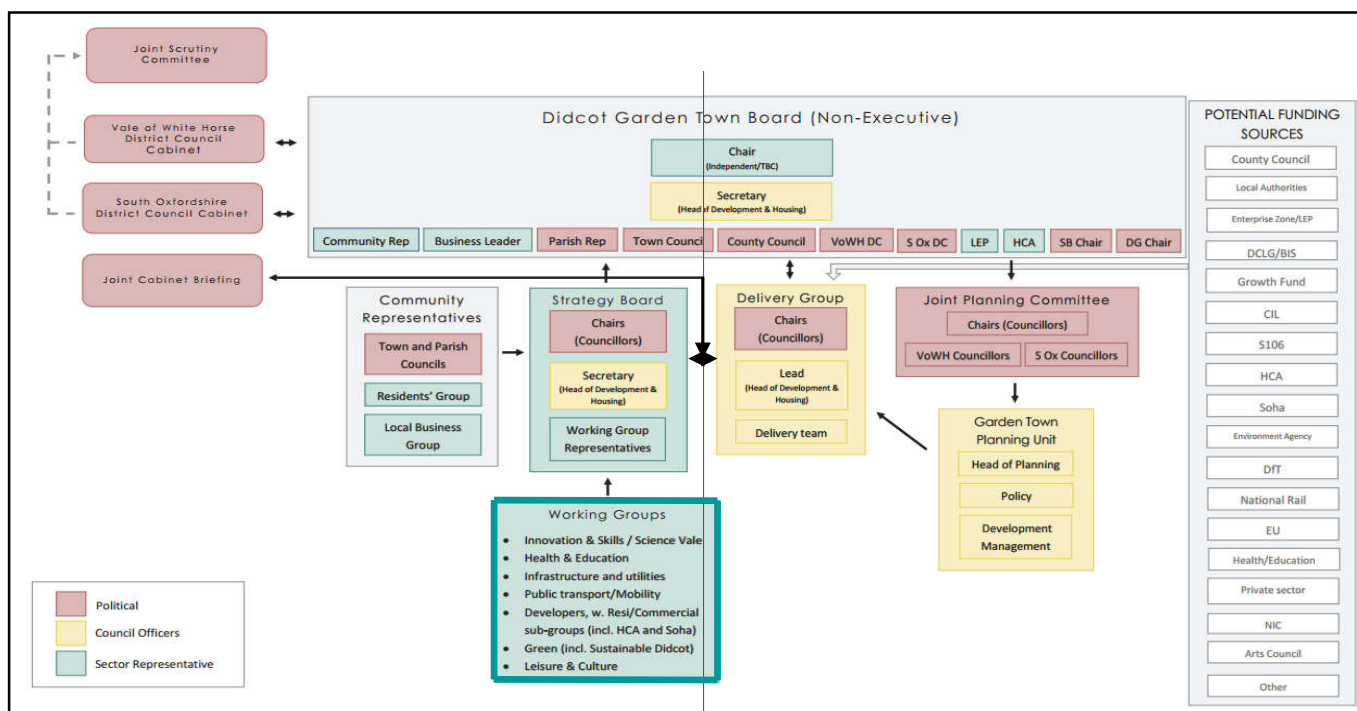 Joint Scrutiny
Committee
Vale of White Horse
District Council
Cabinet
South Oxfordshire
District Council Cabinet
Joint Cabinet Briefing
Didcot Garden Town Board (Non-Executive)
Chair
(Independent/TBC)
Secretary
(Head of Development & Housing)
Community Rep
Business Leader
Parish Rep
Town Council
County Council
VoWH DC
S Ox DC
LEP
HCA
SB Chair
DG Chair
Community
Representatives
Town and Parish
Councils
Residents' Group
Local Business
Group
Strategy Board
Chairs
(Councillors)
Secretary
(Head of Development &
Housing)
Working Group
Representatives
Delivery Group
Chairs
(Councillors)
Lead
(Head of Development &
Housing)
Delivery team
Joint Planning Committee
Chairs (Councillors)
VoWH Councillors
S Ox Councillors
Garden Town
Planning Unit
Head of Planning
Policy
Development
Management
Working Groups
• Innovation & Skills / Science Vale
• Health & Education
• Infrastructure and utilities
• Public transport/Mobility
• Developers, w. Resi/Commercial
sub-groups (incl. HCA and Soha)
• Green (incl. Sustainable Didcot)
• Leisure & Culture
Political
Council Officers
Sector Representative
POTENTIAL FUNDING
SOURCES
County Council
Local Authorities
Enterprise Zone/LEP
DCLG/BIS
Growth Fund
CIL
S106
HCA
Soha
Environment Agency
DfT
National Rail
EU
Health/Education
Private sector
NIC
Arts Council
Other